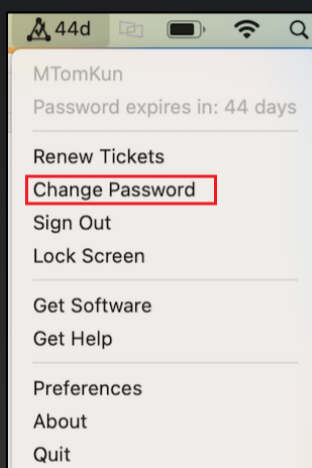 44d
MTomKun
Password expires in: 44 days
Renew Tickets
Change Password
Sign Out
Lock Screen
Get Software
Get Help
Preferences
About
Quit